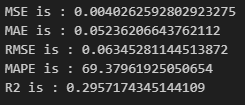 MSE is : 0.0040262592802923275
MAE is : 0.05236206643762112
RMSE is : 0.06345281144513872
MAPE is : 69.37961925050654
R2 is : 0.2957174345144109